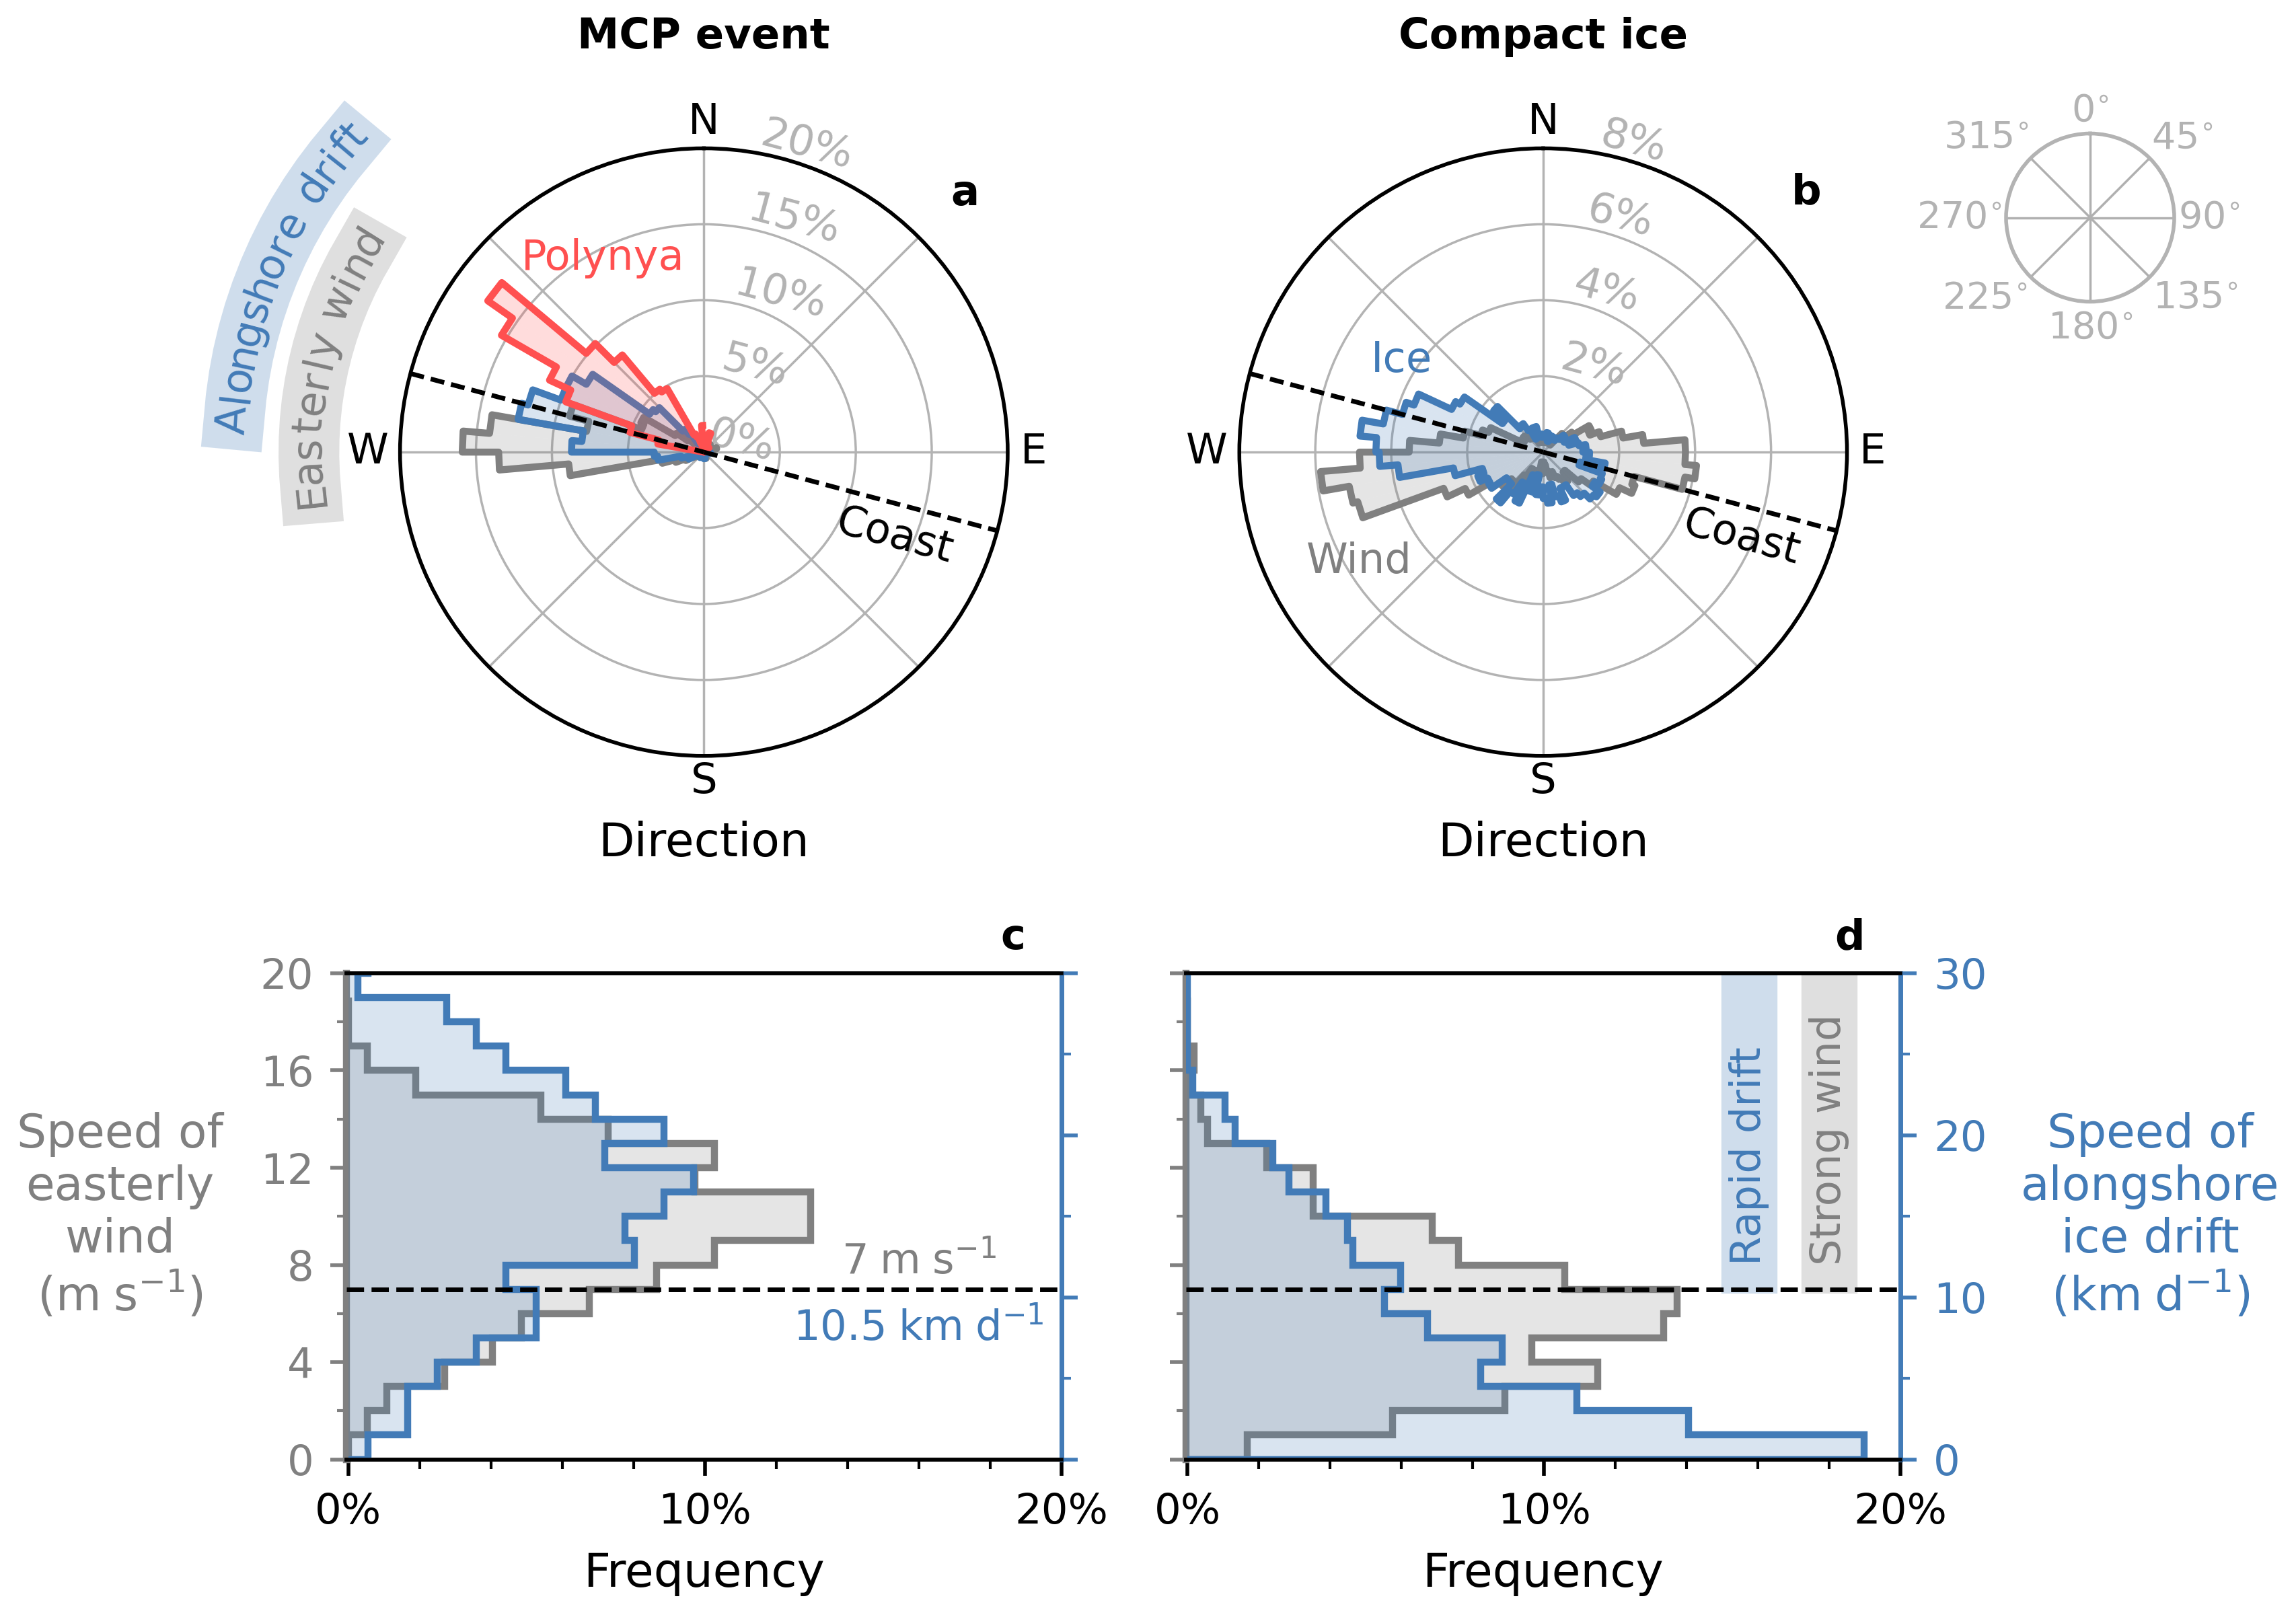 MCP event
Compact ice
N
20%
15%
10%
5%
0%
a
Polynya
Alongshore drift
Easterly wind
W
E
Coast
S
Direction
N
8%
6%
4%
2%
b
Ice
W
E
Coast
Wind
S
Direction
0°
315°
45°
270°
90°
225°
135°
180°
c
20
16
12
8
4
0
Speed of
easterly
wind
(m s⁻¹)
7 m s⁻¹
10.5 km d⁻¹
0%
10%
20%
Frequency
d
Rapid drift
Strong wind
30
20
10
0
Speed of
alongshore
ice drift
(km d⁻¹)
0%
10%
20%
Frequency